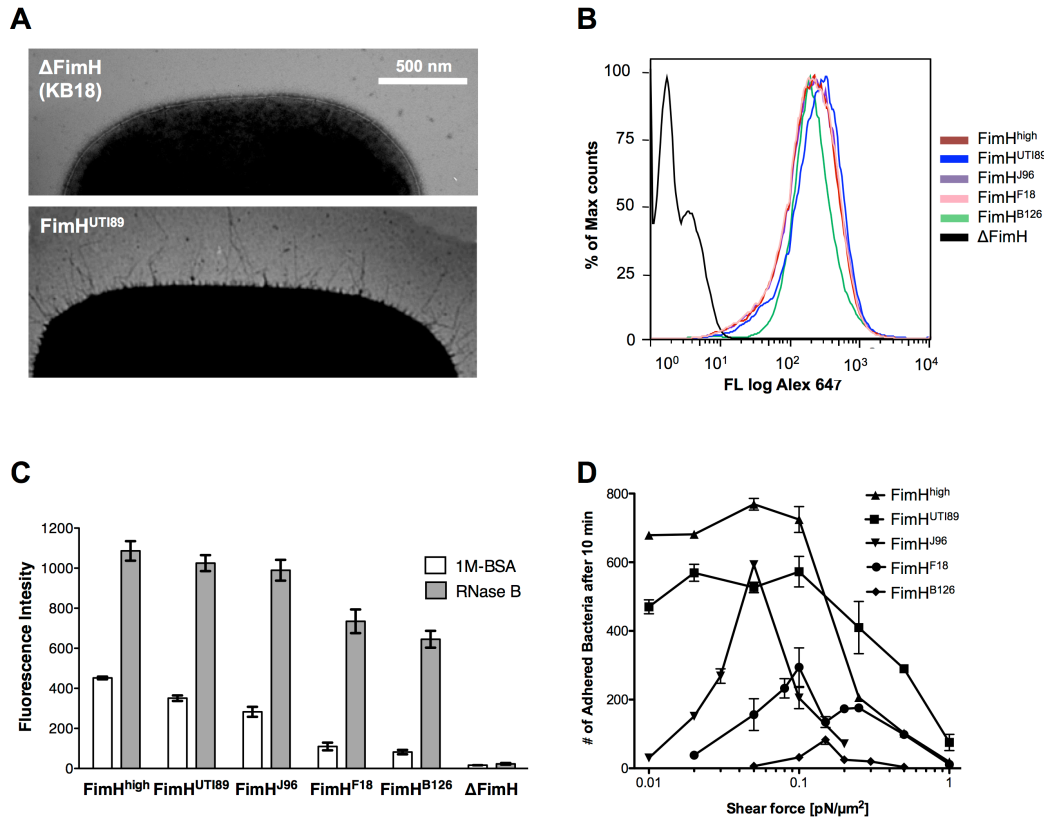 A
ΔFimH
(KB18)
500 nm
FimH^UTI89
B
% of Max counts
100
75
50
25
0
10^0 10^1 10^2 10^3 10^4
FL log Alex 647
FimH^high
FimH^UTI89
FimH^J96
FimH^F18
FimH^B126
ΔFimH
C
Fluorescence Intesity
1200
1000
800
600
400
200
0
1M-BSA
RNase B
FimH^high FimH^UTI89 FimH^J96 FimH^F18 FimH^B126 ΔFimH
D
# of Adhered Bacteria after 10 min
800
600
400
200
0
0.01 0.1 1
Shear force [pN/µm²]
FimH^high
FimH^UTI89
FimH^J96
FimH^F18
FimH^B126